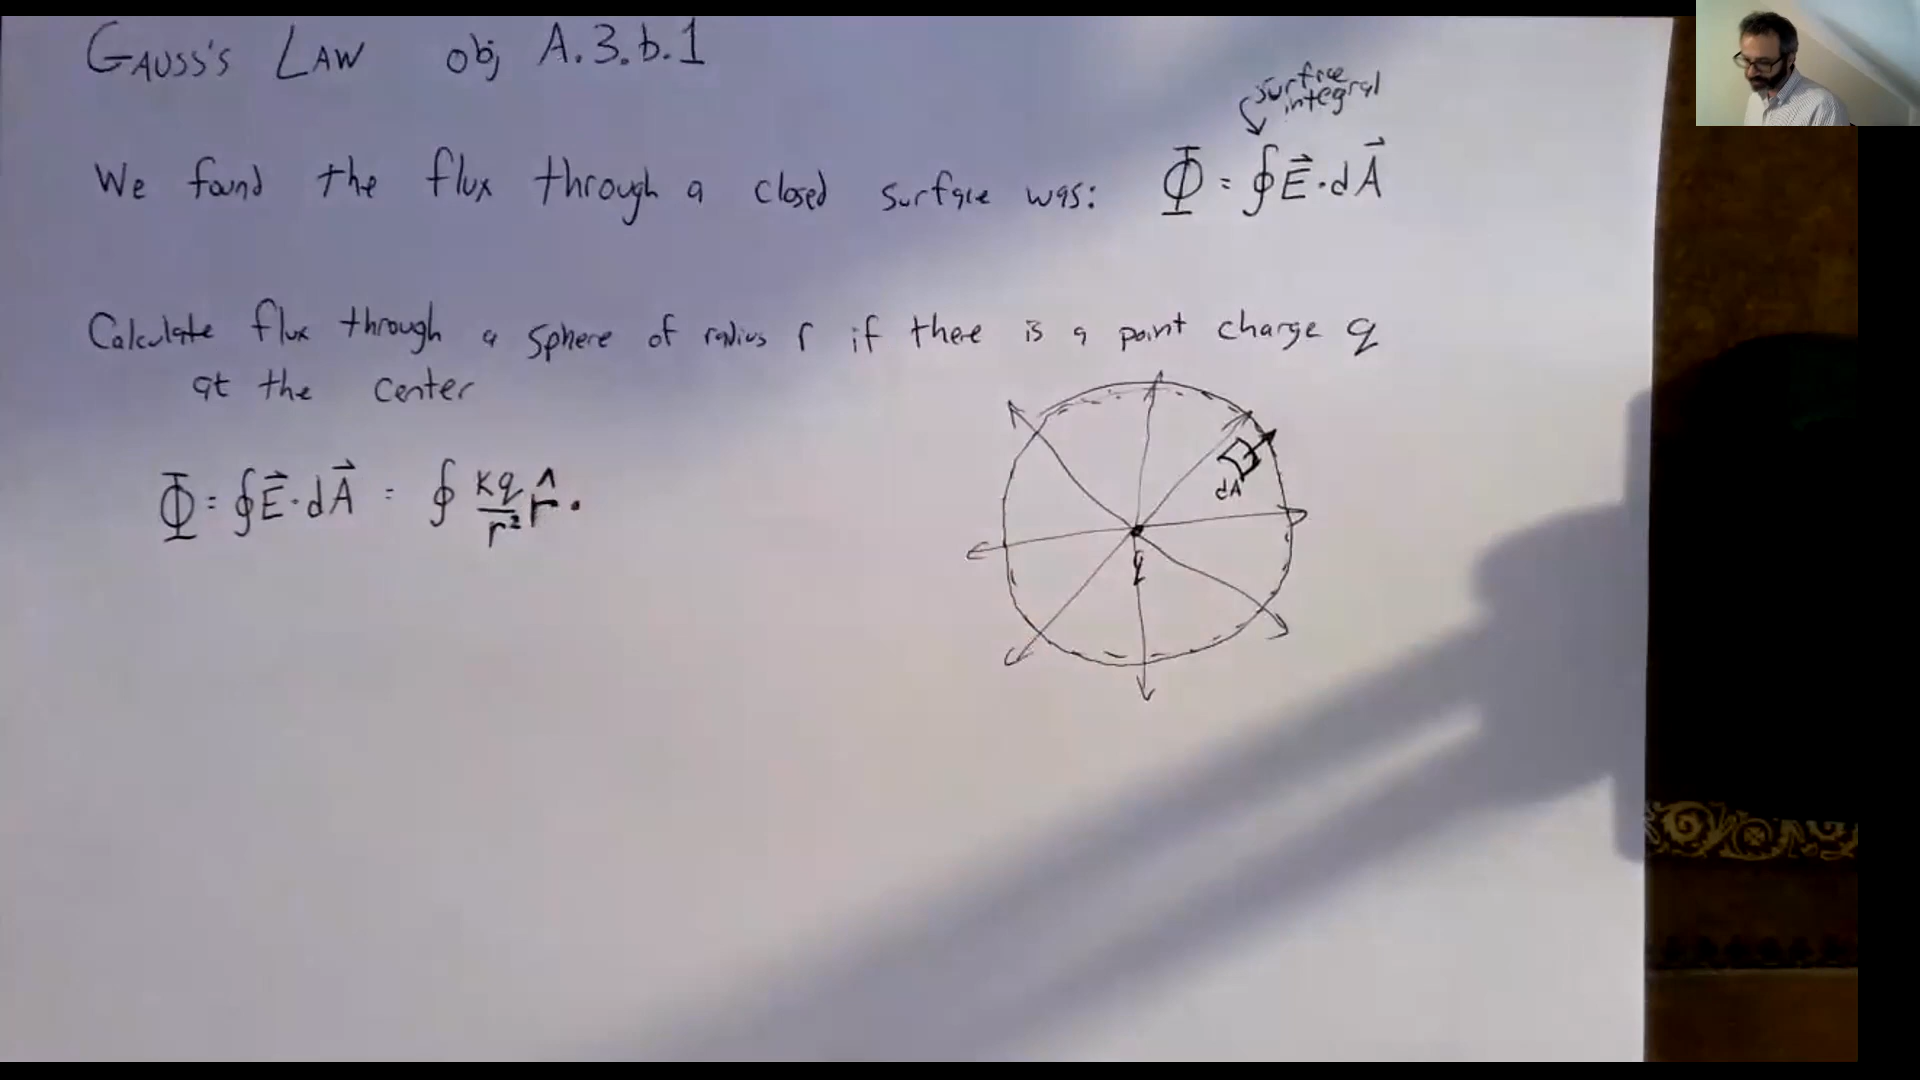 GAUSS'S LAW obj A.3.b.1
surface
integral
We found the flux through a closed surface was: Φ = ∮E⃗·dA⃗
Calculate flux through a sphere of radius r if there is a point charge q
at the center
Φ = ∮E⃗·dA⃗ = ∮ kq/r² r̂ ·
dA
q